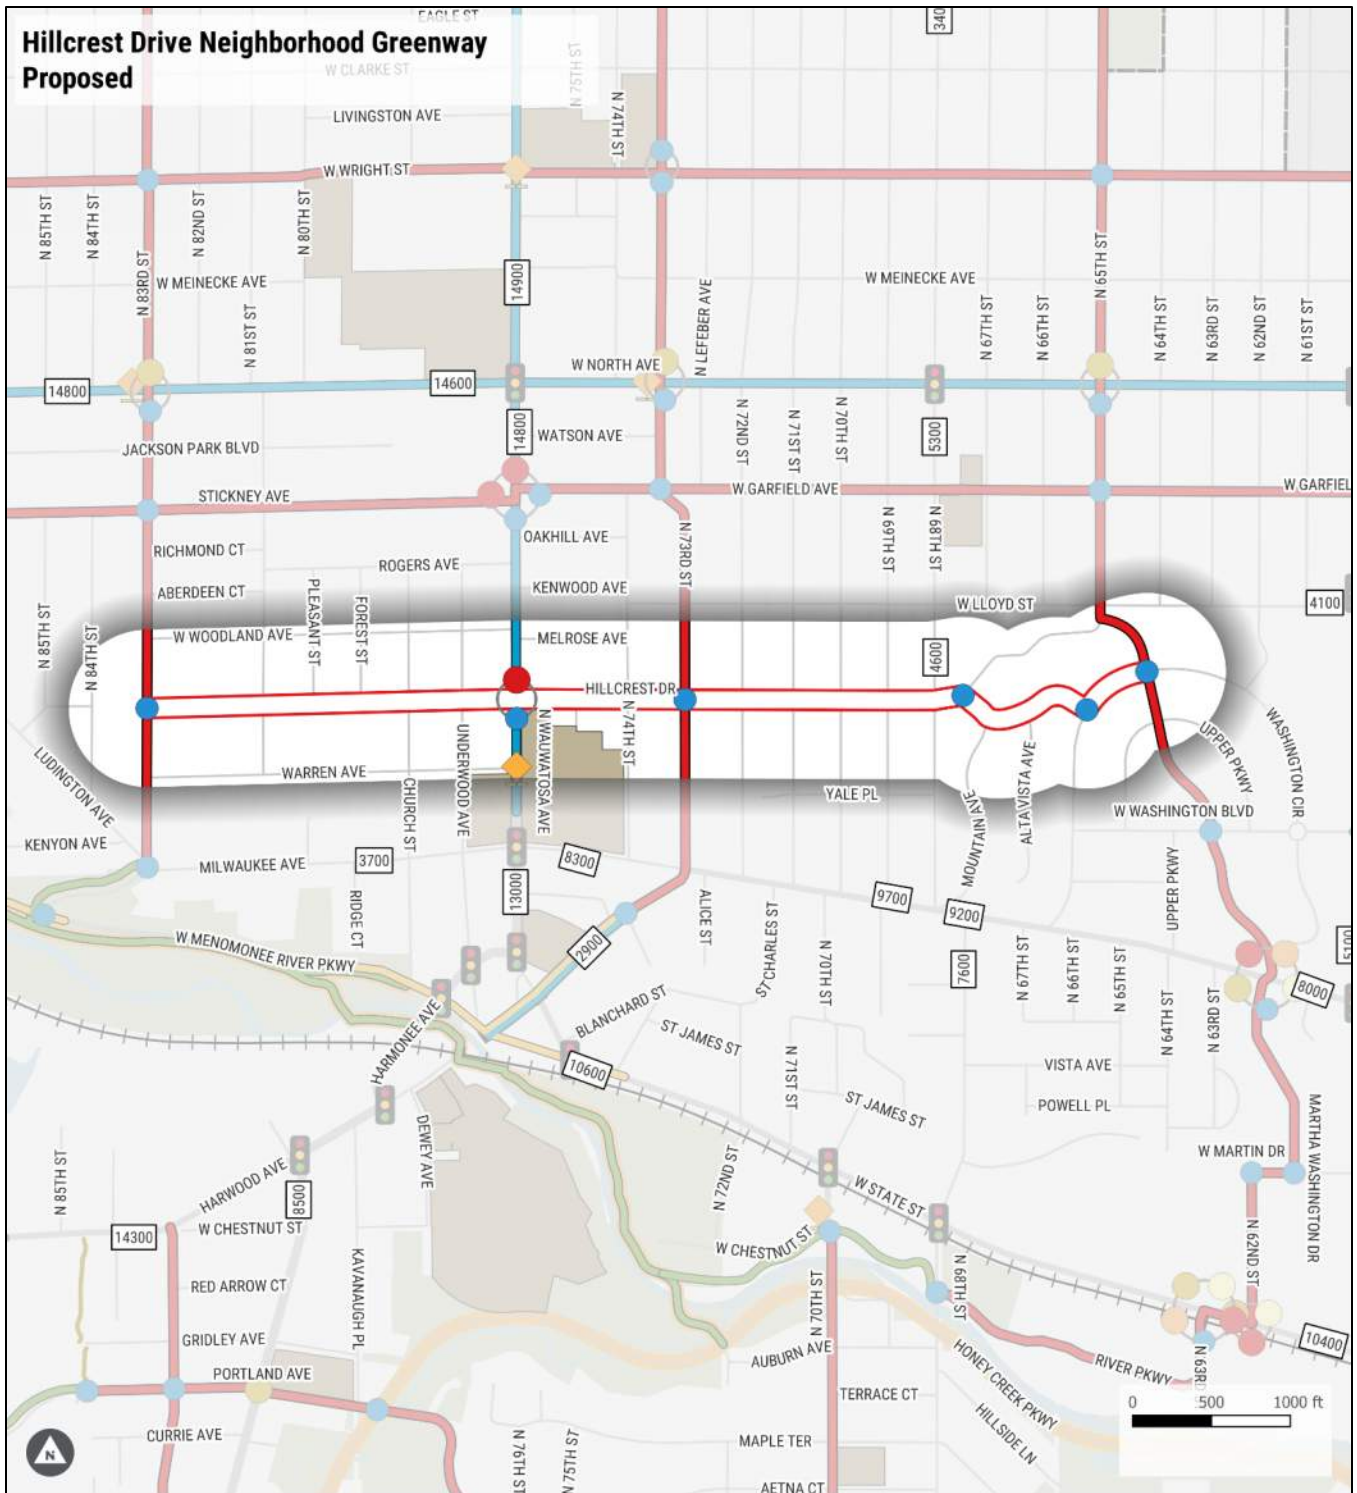 Hillcrest Drive Neighborhood Greenway
Proposed
EAGLE ST
3400
W CLARKE ST
N 75TH ST
LIVINGSTON AVE
N 74TH ST
W WRIGHT ST
N 85TH ST
N 84TH ST
N 82ND ST
N 80TH ST
N 83RD ST
N 65TH ST
W MEINECKE AVE
14900
W MEINECKE AVE
N LEFEBER AVE
N 81ST ST
N 67TH ST
N 66TH ST
N 64TH ST
N 63RD ST
N 62ND ST
N 61ST ST
W NORTH AVE
14800
14600
14800
5300
WATSON AVE
N 72ND ST
N 71ST ST
N 70TH ST
JACKSON PARK BLVD
STICKNEY AVE
W GARFIELD AVE
W GARFIEL
N 69TH ST
N 68TH ST
OAKHILL AVE
N 73RD ST
RICHMOND CT
ROGERS AVE
KENWOOD AVE
ABERDEEN CT
PLEASANT ST
FOREST ST
W LLOYD ST
4100
N 85TH ST
N 84TH ST
W WOODLAND AVE
MELROSE AVE
4600
HILLCREST DR
N WAUWATOSA AVE
N 74TH ST
UNDERWOOD AVE
UPPER PKWY
WASHINGTON CIR
LUDINGTON AVE
WARREN AVE
CHURCH ST
ALTA VISTA AVE
MOUNTAIN AVE
YALE PL
W WASHINGTON BLVD
KENYON AVE
MILWAUKEE AVE
3700
8300
13000
RIDGE CT
ALICE ST
ST CHARLES ST
9700
9200
UPPER PKWY
W MENOMONEE RIVER PKWY
2900
N 70TH ST
7600
N 67TH ST
N 66TH ST
N 65TH ST
N 64TH ST
N 63RD ST
5100
8000
HARMONEE AVE
BLANCHARD ST
ST JAMES ST
10600
N 71ST ST
VISTA AVE
ST JAMES ST
POWELL PL
MARTHA WASHINGTON DR
DEWEY AVE
N 85TH ST
HARWOOD AVE
8500
N 72ND ST
W STATE ST
W MARTIN DR
14300
W CHESTNUT ST
W CHESTNUT ST
N 62ND ST
KAVANAUGH PL
RED ARROW CT
N 70TH ST
N 68TH ST
GRIDLEY AVE
AUBURN AVE
HONEY CREEK PKWY
RIVER PKWY
N 63RD
10400
PORTLAND AVE
TERRACE CT
0 500 1000 ft
HILLSIDE LN
CURRIE AVE
N 76TH ST
N 75TH ST
MAPLE TER
AETNA CT
N